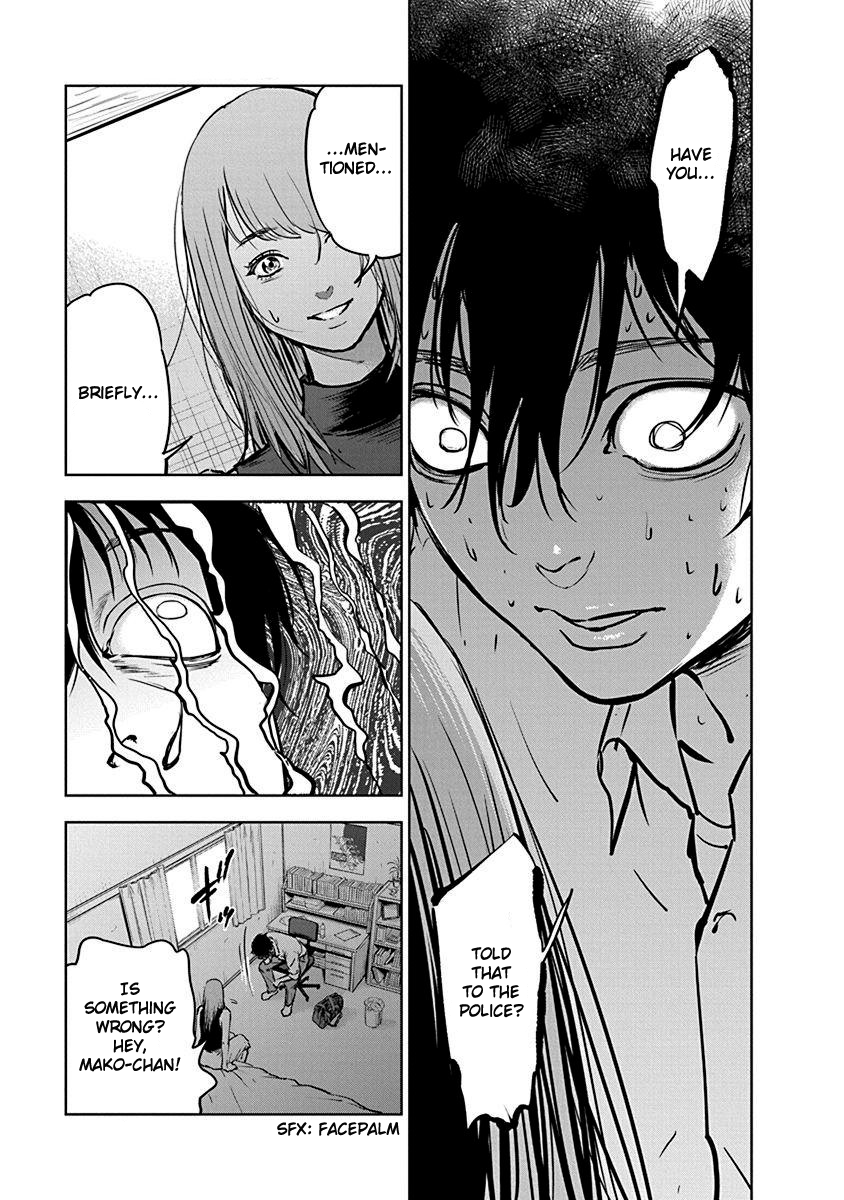 HAVE
YOU...
TOLD
THAT
TO THE
POLICE?
...MEN-
TIONED...
BRIEFLY...
IS
SOMETHING
WRONG?
HEY,
MAKO-CHAN!
SFX: FACEPALM